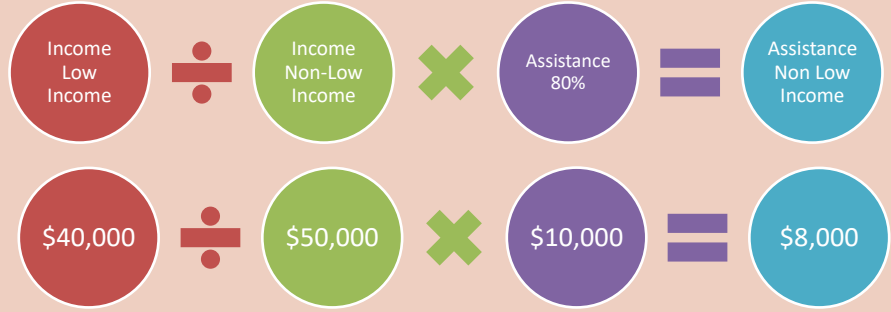 Income
Low
Income
÷
Income
Non-Low
Income
×
Assistance
80%
=
Assistance
Non Low
Income
$40,000
÷
$50,000
×
$10,000
=
$8,000